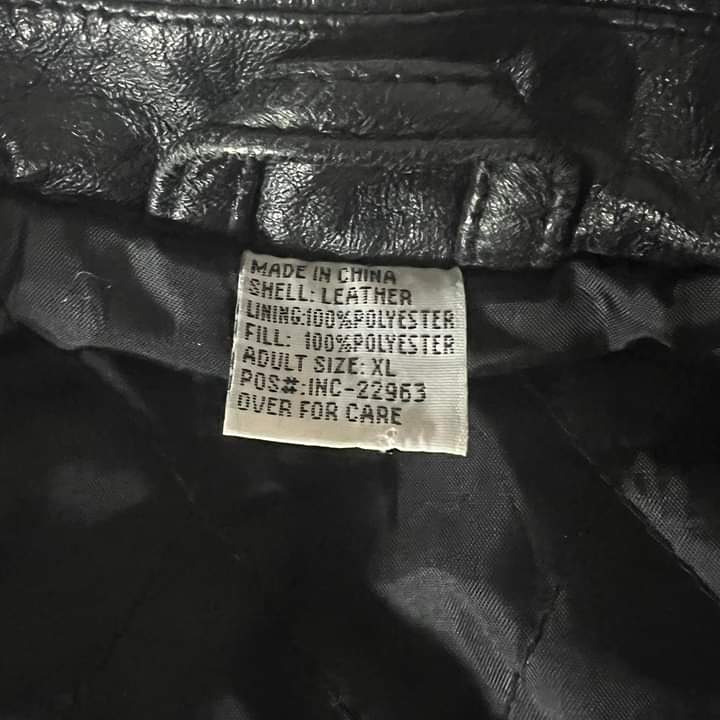 MADE IN CHINA
SHELL: LEATHER
LINING:100%POLYESTER
FILL: 100%POLYESTER
ADULT SIZE: XL
POS#:INC-22963
OVER FOR CARE